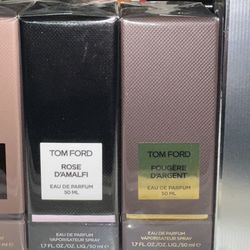 TOM FORD
ROSE
D'AMALFI
EAU DE PARFUM
50 ML
EAU DE PARFUM
VAPORISATEUR SPRAY
1.7 FL.OZ./OZ. LIQ./50 ml ℮
TOM FORD
FOUGÈRE
D'ARGENT
EAU DE PARFUM
50 ML
EAU DE PARFUM
VAPORISATEUR SPRAY
1.7 FL.OZ./OZ. LIQ./50 ml ℮